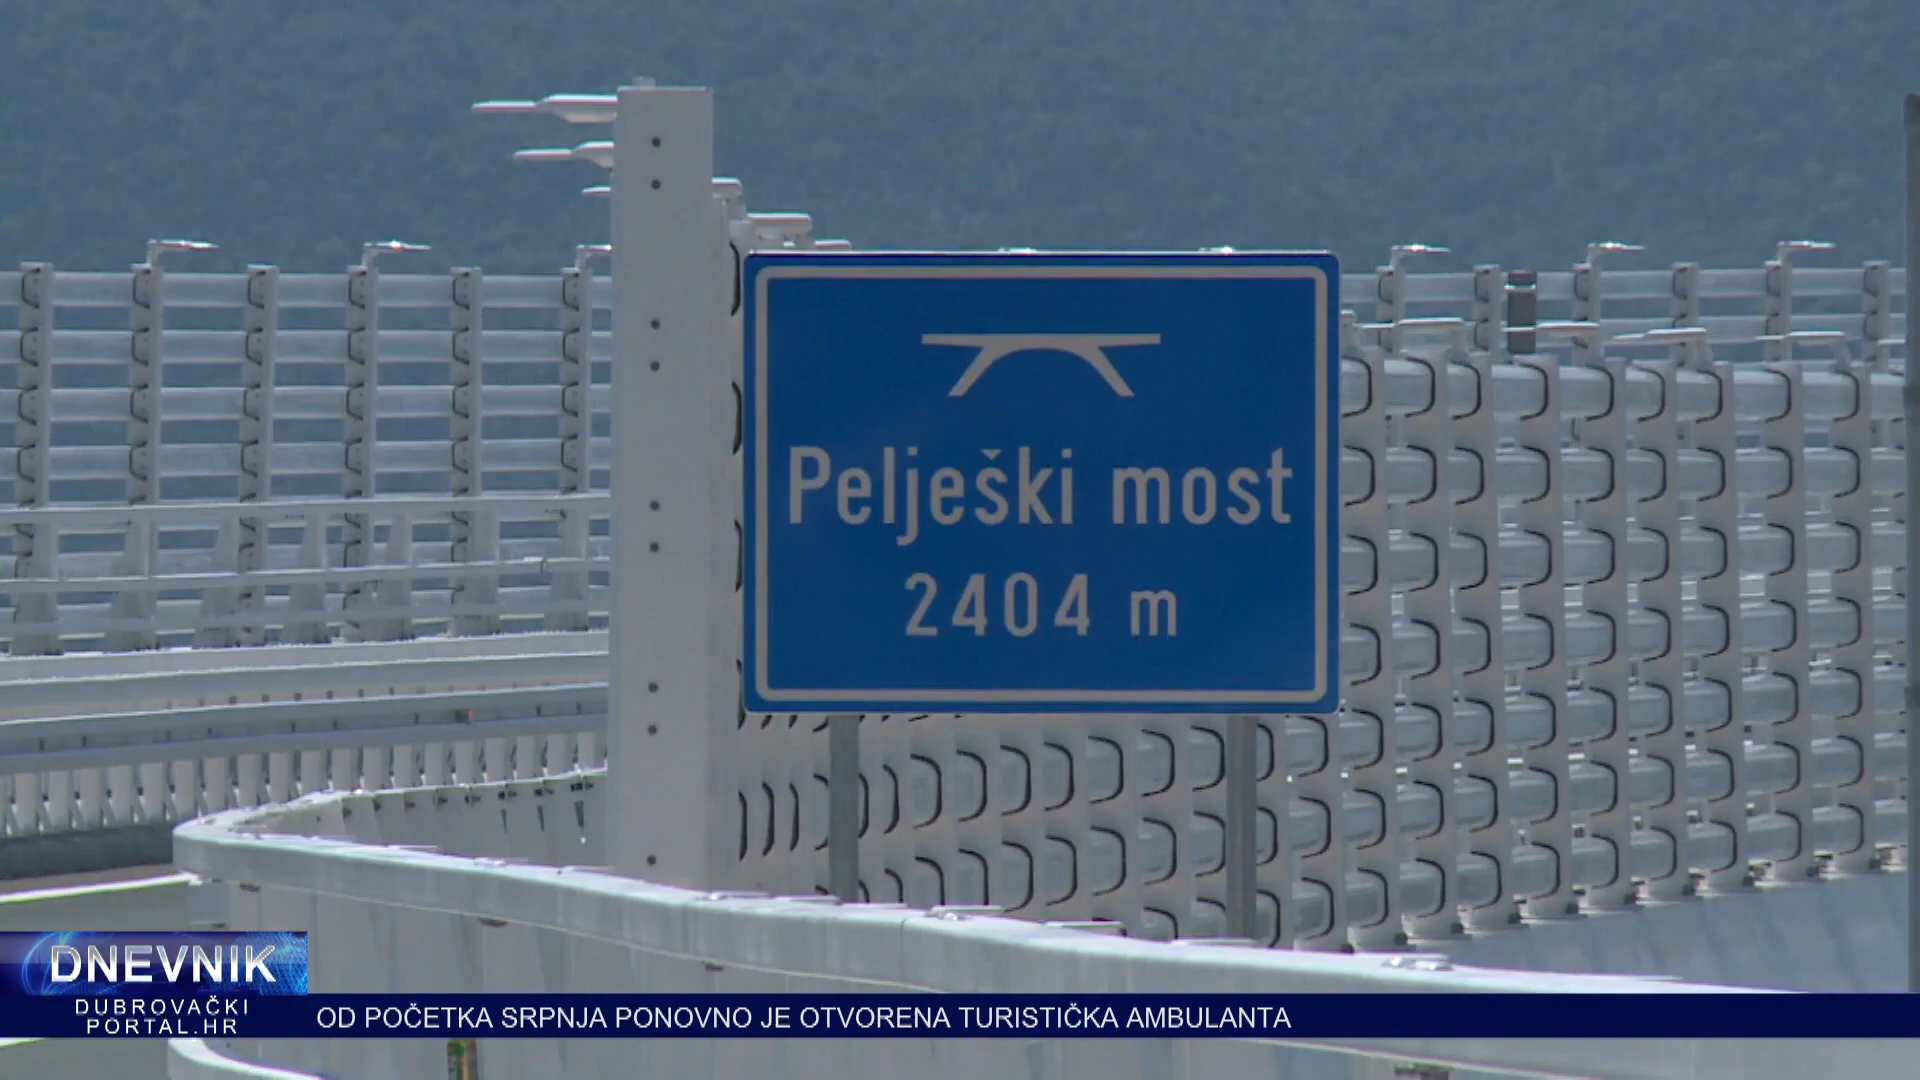 Pelješki most
2404 m
DNEVNIK
DUBROVAČKI
PORTAL.HR
OD POČETKA SRPNJA PONOVNO JE OTVORENA TURISTIČKA AMBULANTA